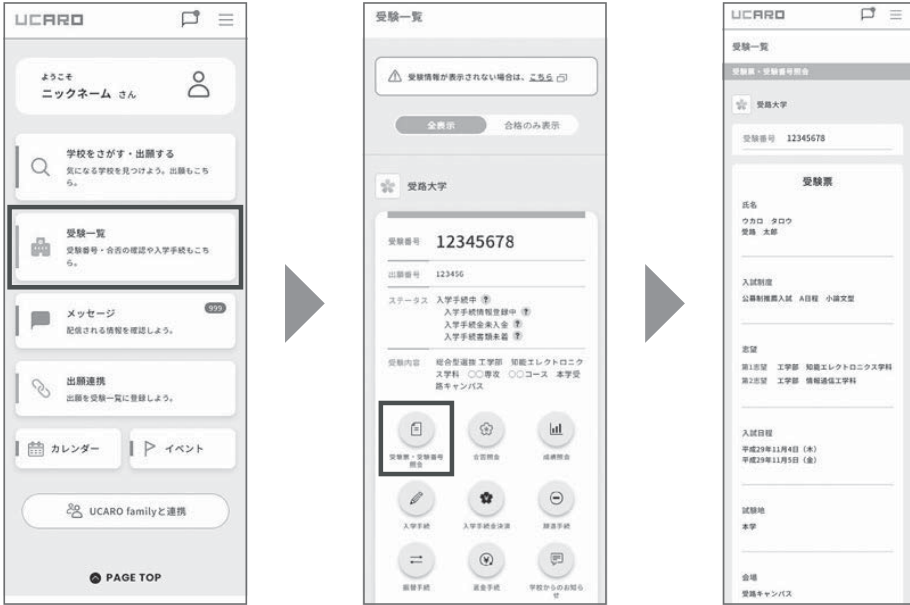 UCARO
ようこそ
ニックネーム さん
学校をさがす・出願する
気になる学校を見つけよう。出願もこち
ら。
受験一覧
受験番号・合否の確認や入学手続もこち
ら。
メッセージ
999
配信される情報を確認しよう。
出願連携
出願を受験一覧に登録しよう。
カレンダー
イベント
UCARO familyと連携
PAGE TOP
受験一覧
受験情報が表示されない場合は、こちら
全表示
合格のみ表示
受路大学
受験番号 12345678
出願番号 123456
ステータス 入学手続中 ?
入学手続情報登録中 ?
入学手続金未入金 ?
入学手続書類未着 ?
受験内容 総合型選抜 工学部 知能エレクトロニク
ス学科 ○○専攻 ○○コース 本学受
路キャンパス
受験票・受験番号
照会
合否照会
成績照会
入学手続
入学手続金決済
辞退手続
振替手続
返金手続
学校からのお知ら
せ
UCARO
受験一覧
受験票・受験番号照会
受路大学
受験番号 12345678
受験票
氏名
ウカロ タロウ
受路 太郎
入試制度
公募制推薦入試 A日程 小論文型
志望
第1志望 工学部 知能エレクトロニクス学科
第2志望 工学部 情報通信工学科
入試日程
平成29年11月4日（木）
平成29年11月5日（金）
試験地
本学
会場
受路キャンパス